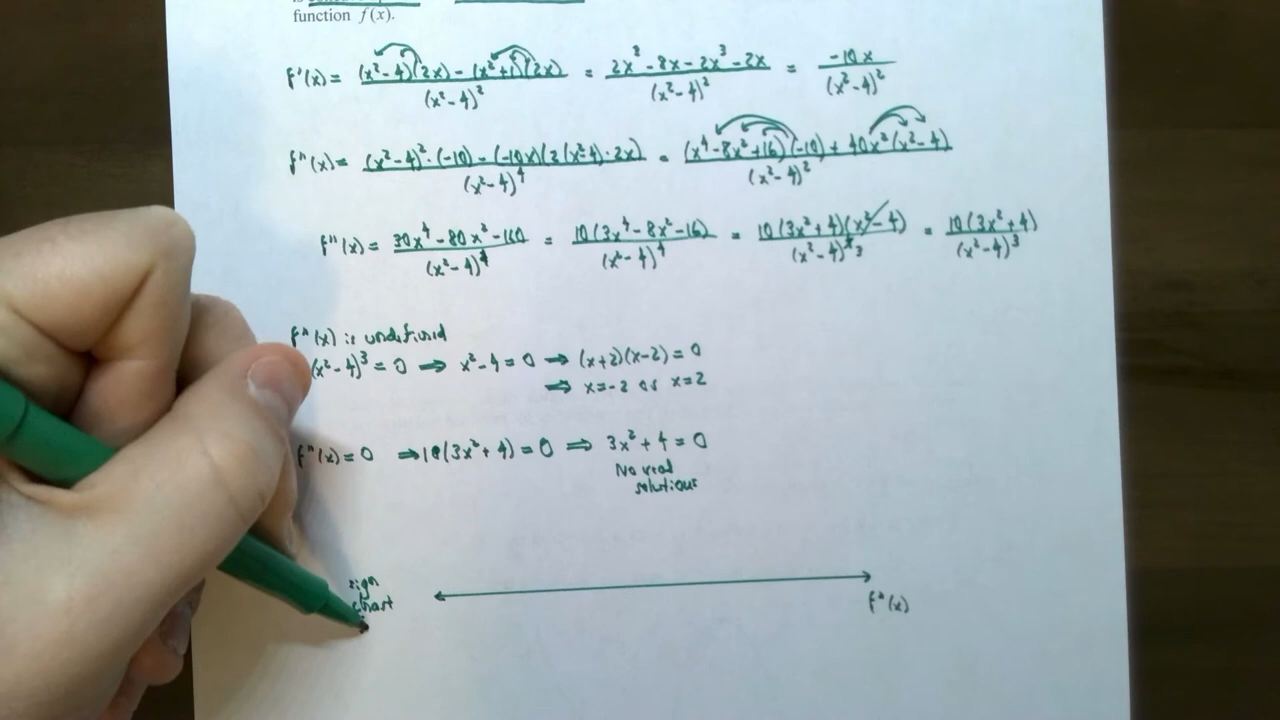 function f(x).
f'(x) = (x²-4)(2x) - (x²+1)(2x) / (x²-4)² = 2x³ - 8x - 2x³ - 2x / (x²-4)² = -10x / (x²-4)²
f"(x) = (x²-4)²·(-10) - (-10x)(2(x²-4)·2x) / (x²-4)⁴ = (x⁴-8x²+16)(-10) + 40x²(x²-4) / (x²-4)²
f"(x) = 30x⁴ - 80x² - 160 / (x²-4)⁴ = 10(3x⁴ - 8x² - 16) / (x²-4)⁴ = 10(3x²+4)(x²-4) / (x²-4)⁴ ³ = 10(3x²+4) / (x²-4)³
f"(x) is undefined
(x²-4)³ = 0 ⇒ x²-4 = 0 ⇒ (x+2)(x-2) = 0
⇒ x=-2 or x=2
f"(x) = 0 ⇒ 10(3x²+4) = 0 ⇒ 3x²+4 = 0
No real
solutions
sign
chart
f"(x)